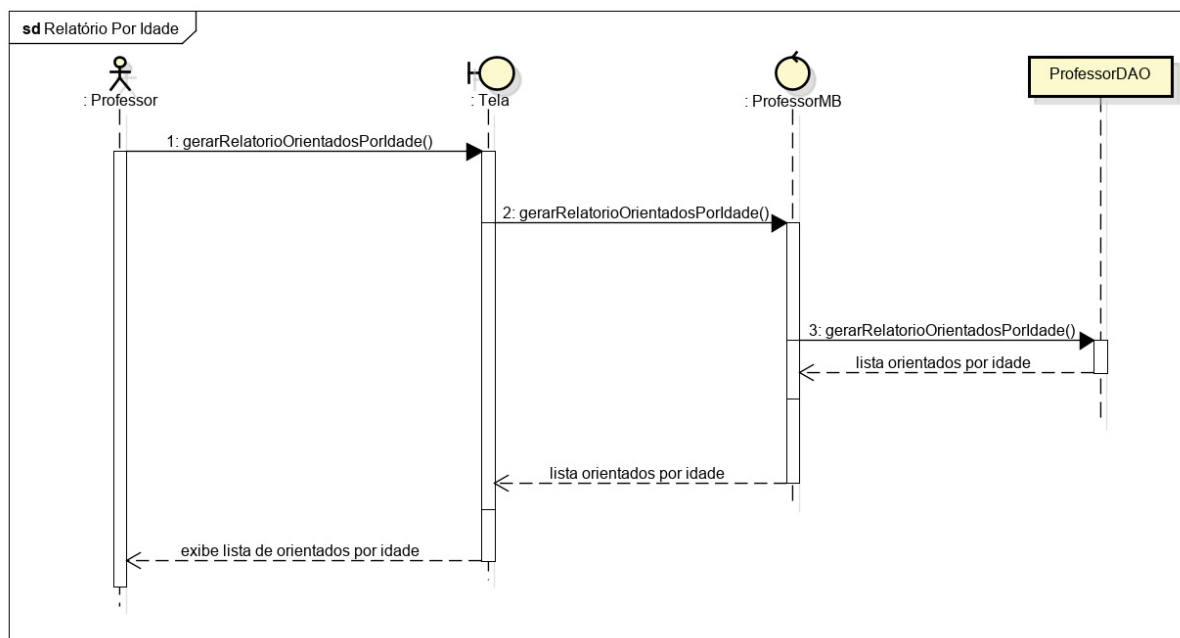 sd Relatório Por Idade
: Professor
: Tela
: ProfessorMB
ProfessorDAO
1: gerarRelatorioOrientadosPorIdade()
2: gerarRelatorioOrientadosPorIdade()
3: gerarRelatorioOrientadosPorIdade()
lista orientados por idade
lista orientados por idade
exibe lista de orientados por idade